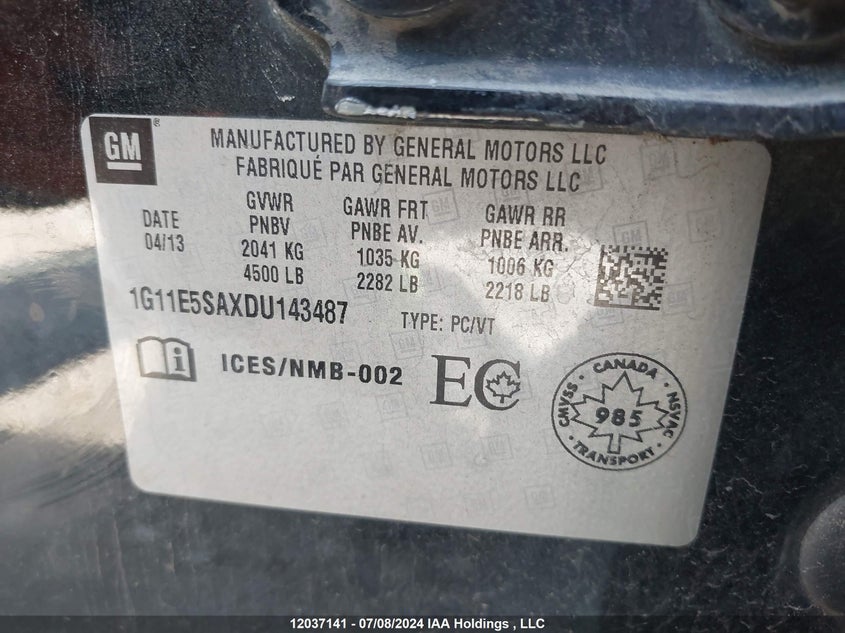 GM®
MANUFACTURED BY GENERAL MOTORS LLC
FABRIQUÉ PAR GENERAL MOTORS LLC
DATE
04/13
GVWR
PNBV
2041 KG
4500 LB
GAWR FRT
PNBE AV.
1035 KG
2282 LB
GAWR RR
PNBE ARR.
1006 KG
2218 LB
1G11E5SAXDU143487
TYPE: PC/VT
i
ICES/NMB-002
EC
CANADA
CMVSS · NSVAC
985
TRANSPORT
12037141 - 07/08/2024 IAA Holdings , LLC